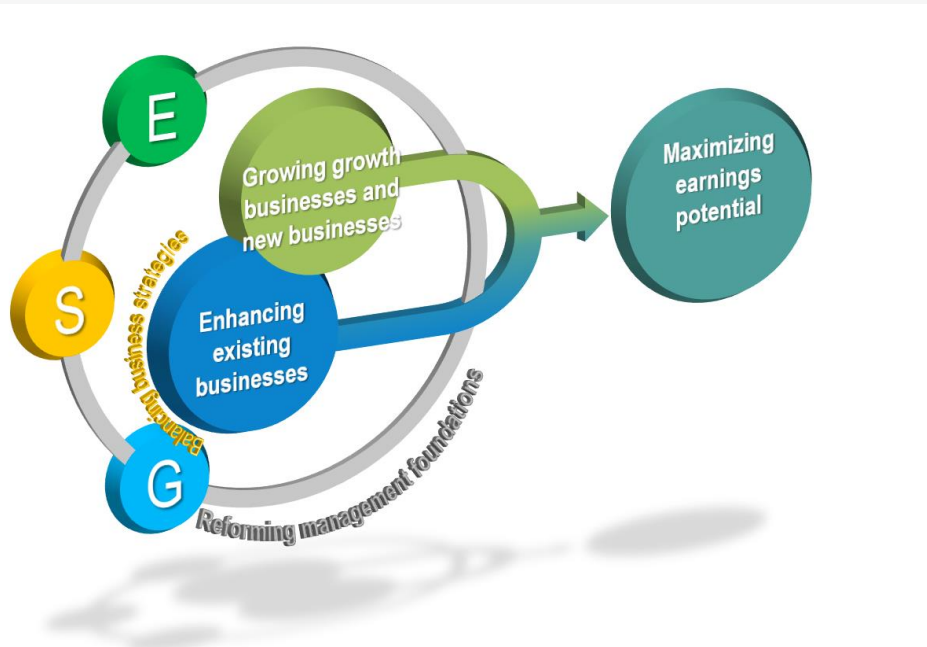 E
Growing growth
businesses and
new businesses
Maximizing
earnings
potential
S
Balancing business strategies
Enhancing
existing
businesses
G
Reforming management foundations